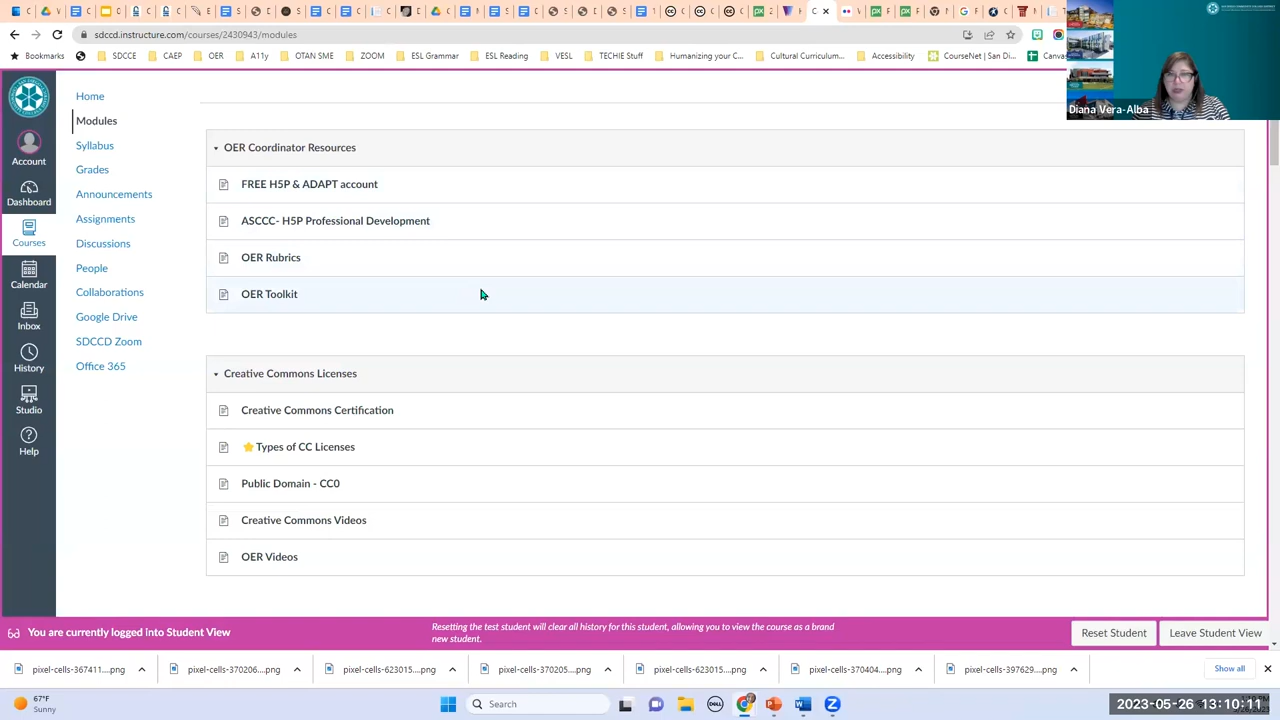 sdccd.instructure.com/courses/2430943/modules
Bookmarks
SDCCE
CAEP
OER
A11y
OTAN SME
ESL Grammar
ESL Reading
VESL
TECHIE Stuff
Humanizing your C...
Cultural Curriculum...
Accessibility
CourseNet | San Di...
Canvas
Diana Vera-Alba
Account
Dashboard
Courses
Calendar
Inbox
History
Studio
Help
Home
Modules
Syllabus
Grades
Announcements
Assignments
Discussions
People
Collaborations
Google Drive
SDCCD Zoom
Office 365
OER Coordinator Resources
FREE H5P & ADAPT account
ASCCC- H5P Professional Development
OER Rubrics
OER Toolkit
Creative Commons Licenses
Creative Commons Certification
Types of CC Licenses
Public Domain - CC0
Creative Commons Videos
OER Videos
You are currently logged into Student View
Resetting the test student will clear all history for this student, allowing you to view the course as a brand
new student.
Reset Student
Leave Student View
pixel-cells-367411....png
pixel-cells-370206....png
pixel-cells-623015....png
pixel-cells-370205....png
pixel-cells-623015....png
pixel-cells-370404....png
pixel-cells-397629....png
Show all
67°F
Sunny
Search
2023-05-26 13:10:11